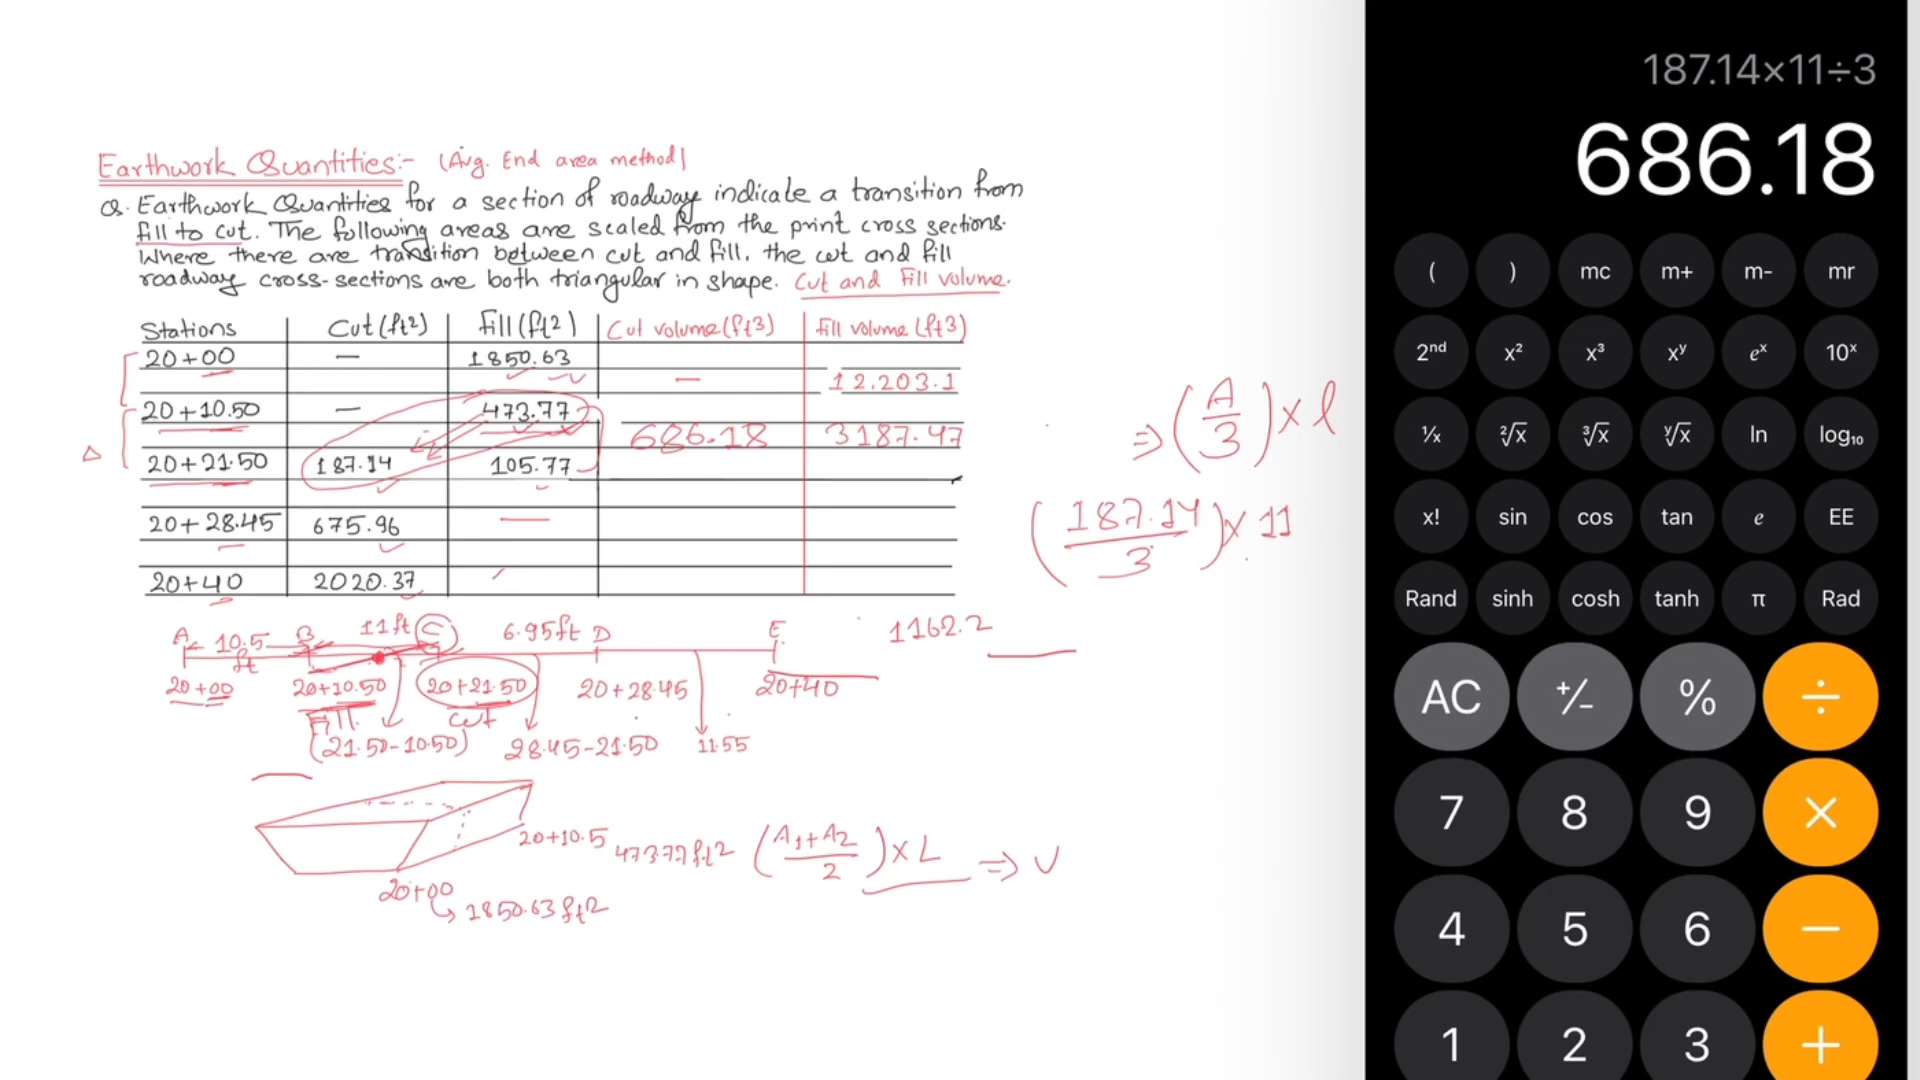 Earthwork Quantities:- (Avg. End area method)
Q. Earthwork Quantities for a section of roadway indicate a transition from
fill to cut. The following areas are scaled from the print cross sections.
Where there are transition between cut and fill, the cut and fill
roadway cross-sections are both triangular in shape. Cut and Fill volume.
Stations Cut (ft2) Fill (ft2) Cut volume (ft3) Fill volume (ft3)
20+00 — 1850.63
— 12.203.1
20+10.50 — 473.77
686.18 3187.47
20+21.50 187.14 105.77
20+28.45 675.96 —
20+40 2020.37
Δ
A 10.5 ft B 11ft C 6.95ft D E
1162.2
20+00 20+10.50 20+21.50 20+28.45 20+40
Fill cut
(21.50-10.50) 28.45-21.50 11.55
20+10.5 473.77ft2 (A1+A2/2)×L => V
20+00
1850.63ft2
=> (A/3)×l
(187.14/3)×11
187.14×11÷3
686.18
( ) mc m+ m- mr
2nd x² x³ xʸ eˣ 10ˣ
¹/x ²√x ³√x ʸ√x ln log₁₀
x! sin cos tan e EE
Rand sinh cosh tanh π Rad
AC +/− % ÷
7 8 9 ×
4 5 6 −
1 2 3 +